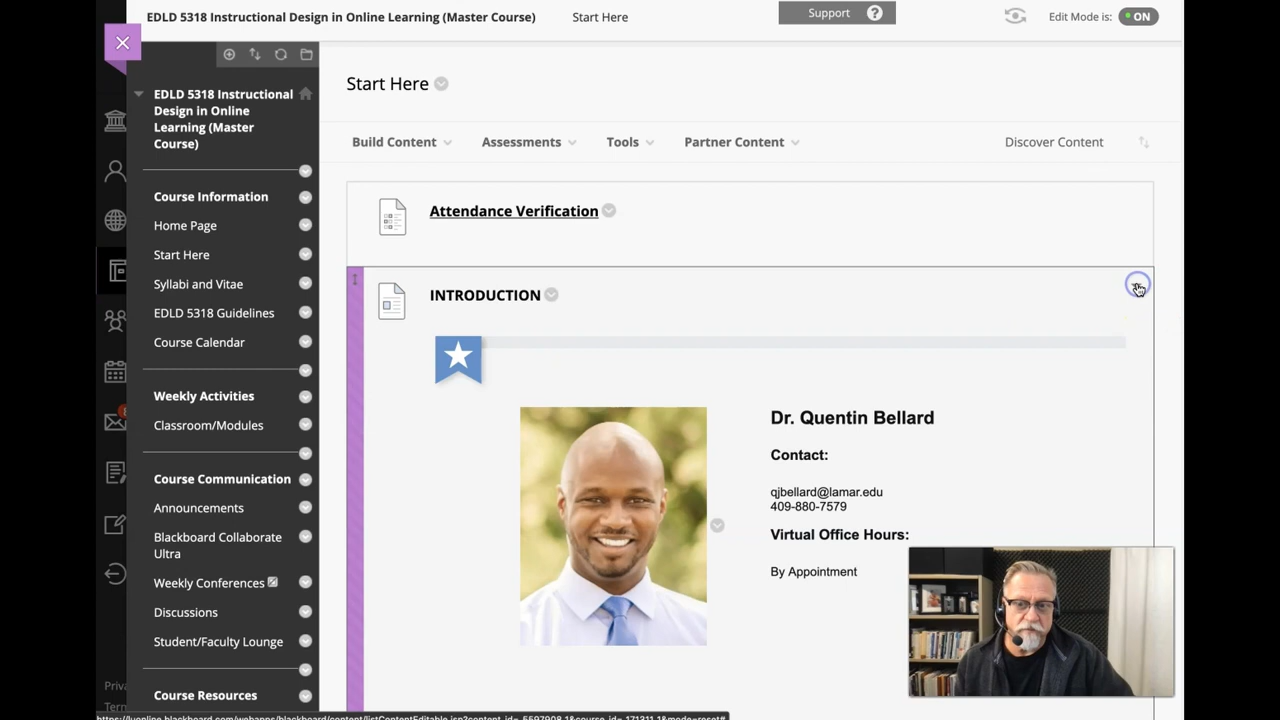 EDLD 5318 Instructional Design in Online Learning (Master Course)
Start Here
Support
?
Edit Mode is:
ON
EDLD 5318 Instructional
Design in Online
Learning (Master
Course)
Course Information
Home Page
Start Here
Syllabi and Vitae
EDLD 5318 Guidelines
Course Calendar
Weekly Activities
Classroom/Modules
Course Communication
Announcements
Blackboard Collaborate
Ultra
Weekly Conferences
Discussions
Student/Faculty Lounge
Course Resources
Priva
Term
Start Here
Build Content
Assessments
Tools
Partner Content
Discover Content
Attendance Verification
INTRODUCTION
Dr. Quentin Bellard
Contact:
qjbellard@lamar.edu
409-880-7579
Virtual Office Hours:
By Appointment